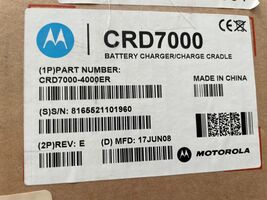 CRD7000
BATTERY CHARGER/CHARGE CRADLE
(1P)PART NUMBER:
CRD7000-4000ER
MADE IN CHINA
(S)S/N: 8165521101960
(2P)REV: E (D) MFD: 17JUN08
MOTOROLA